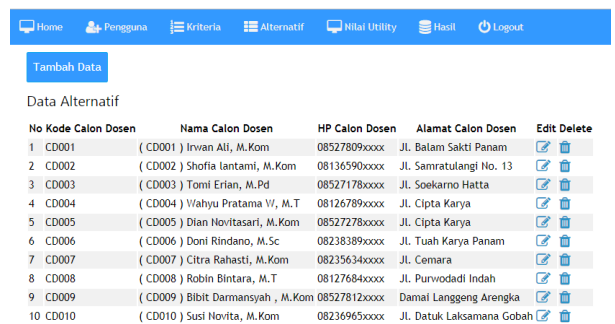 Home Pengguna Kriteria Alternatif Nilai Utility Hasil Logout
Tambah Data
Data Alternatif
No Kode Calon Dosen Nama Calon Dosen HP Calon Dosen Alamat Calon Dosen Edit Delete
1 CD001 ( CD001 ) Irwan Ali, M.Kom 08527809xxxx Jl. Balam Sakti Panam
2 CD002 ( CD002 ) Shofia Iantami, M.Kom 08136590xxxx Jl. Samratulangi No. 13
3 CD003 ( CD003 ) Tomi Erian, M.Pd 08527178xxxx Jl. Soekarno Hatta
4 CD004 ( CD004 ) Wahyu Pratama W, M.T 08126789xxxx Jl. Cipta Karya
5 CD005 ( CD005 ) Dian Novitasari, M.Kom 08527278xxxx Jl. Cipta Karya
6 CD006 ( CD006 ) Doni Rindano, M.Sc 08238389xxxx Jl. Tuah Karya Panam
7 CD007 ( CD007 ) Citra Rahasti, M.Kom 08235634xxxx Jl. Cemara
8 CD008 ( CD008 ) Robin Bintara, M.T 08127684xxxx Jl. Purwodadi Indah
9 CD009 ( CD009 ) Bibit Darmansyah , M.Kom 08527812xxxx Damai Langgeng Arengka
10 CD010 ( CD010 ) Susi Novita, M.Kom 08236965xxxx Jl. Datuk Laksamana Gobah